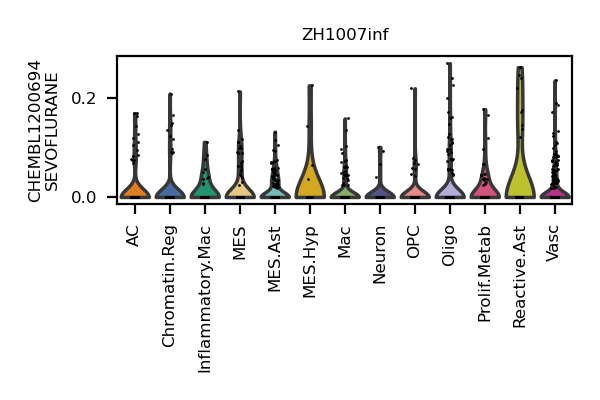 ZH1007inf
CHEMBL1200694
SEVOFLURANE
0.2
0.0
AC
Chromatin.Reg
Inflammatory.Mac
MES
MES.Ast
MES.Hyp
Mac
Neuron
OPC
Oligo
Prolif.Metab
Reactive.Ast
Vasc